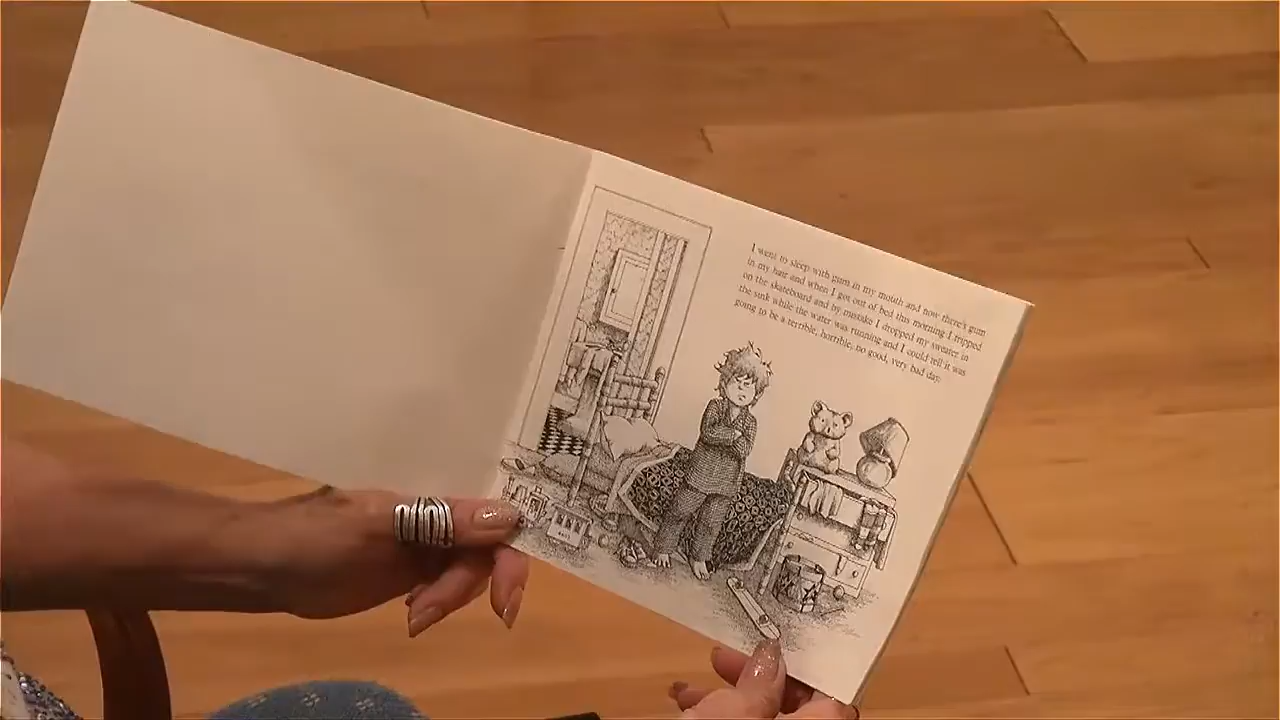 I went to sleep with gum in my mouth and now there's gum
in my hair and when I got out of bed this morning I tripped
on the skateboard and by mistake I dropped my sweater in
the sink while the water was running and I could tell it was
going to be a terrible, horrible, no good, very bad day.